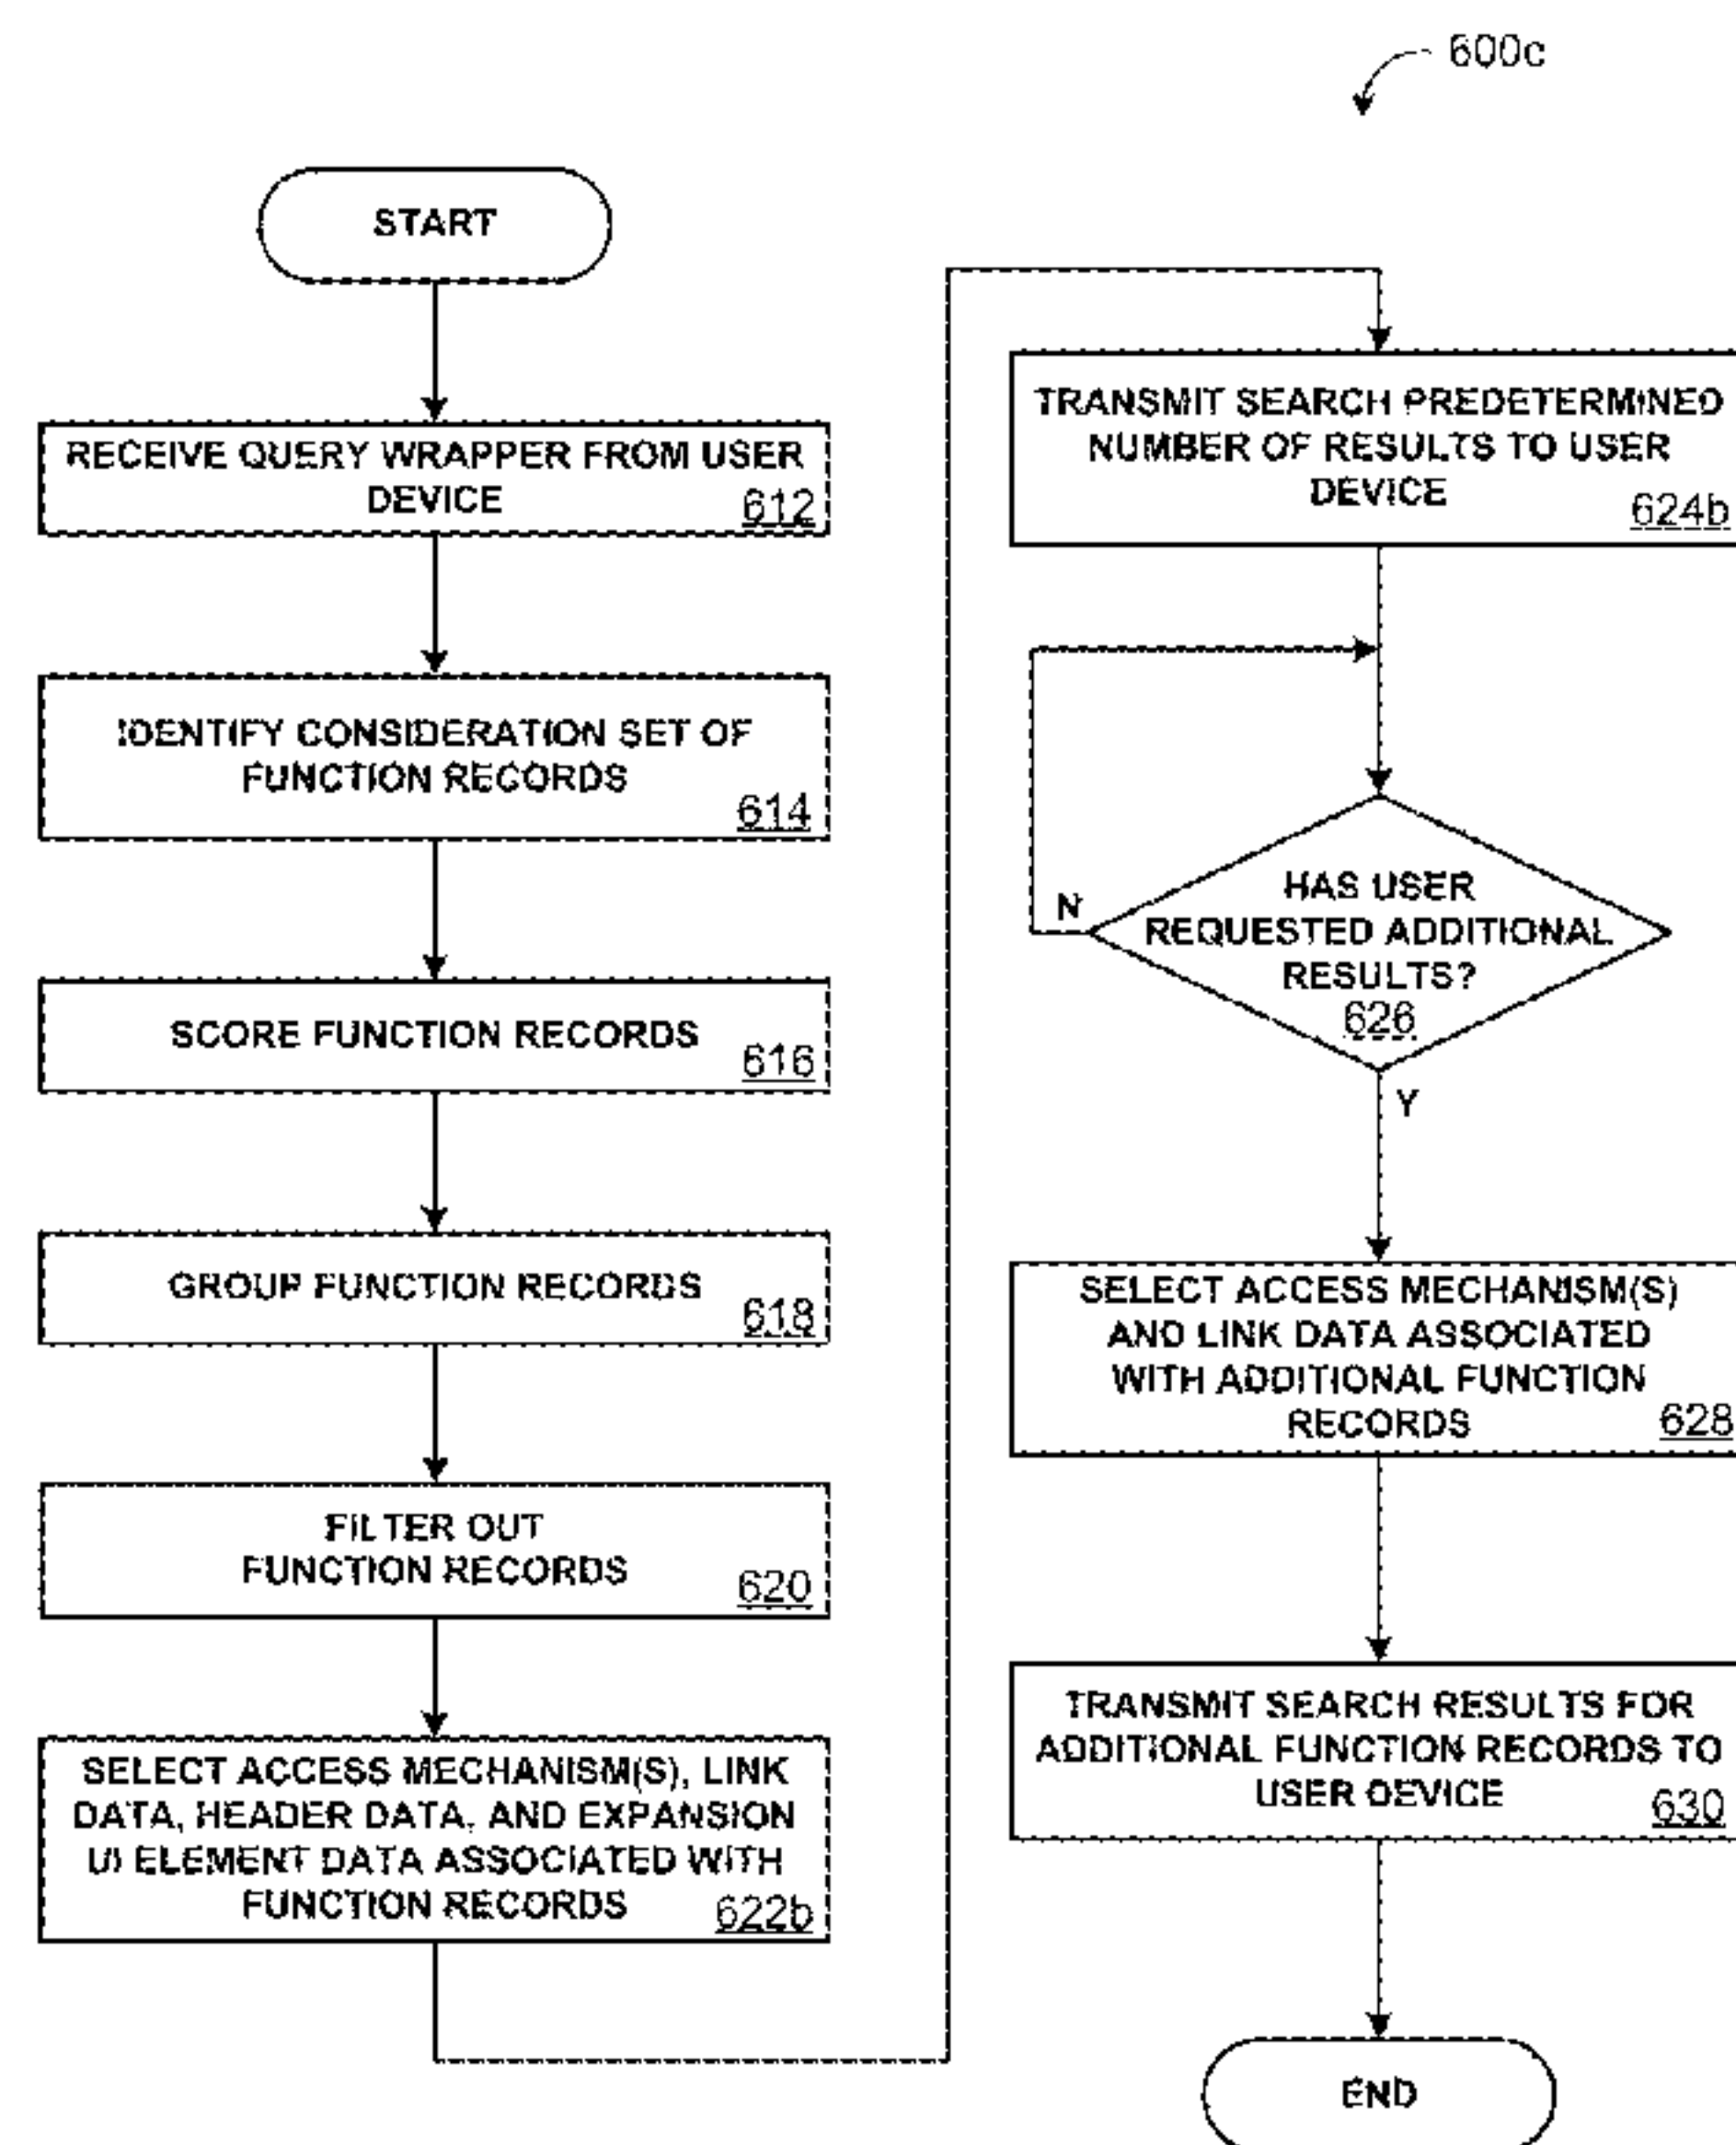 600c
START
RECEIVE QUERY WRAPPER FROM USER
DEVICE
612
IDENTIFY CONSIDERATION SET OF
FUNCTION RECORDS
614
SCORE FUNCTION RECORDS
616
GROUP FUNCTION RECORDS
618
FILTER OUT
FUNCTION RECORDS
620
SELECT ACCESS MECHANISM(S), LINK
DATA, HEADER DATA, AND EXPANSION
UI ELEMENT DATA ASSOCIATED WITH
FUNCTION RECORDS
622b
TRANSMIT SEARCH PREDETERMINED
NUMBER OF RESULTS TO USER
DEVICE
624b
HAS USER
REQUESTED ADDITIONAL
RESULTS?
626
N
Y
SELECT ACCESS MECHANISM(S)
AND LINK DATA ASSOCIATED
WITH ADDITIONAL FUNCTION
RECORDS
628
TRANSMIT SEARCH RESULTS FOR
ADDITIONAL FUNCTION RECORDS TO
USER DEVICE
630
END